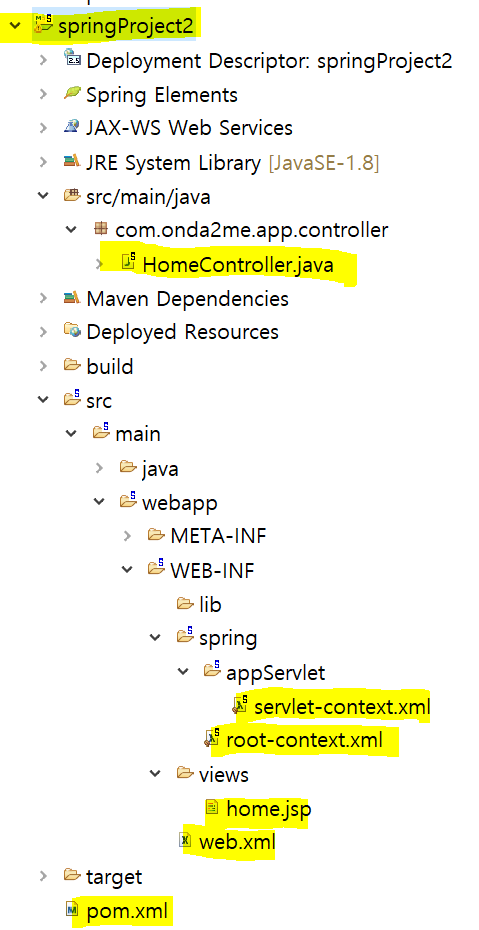 springProject2
Deployment Descriptor: springProject2
Spring Elements
JAX-WS Web Services
JRE System Library [JavaSE-1.8]
src/main/java
com.onda2me.app.controller
HomeController.java
Maven Dependencies
Deployed Resources
build
src
main
java
webapp
META-INF
WEB-INF
lib
spring
appServlet
servlet-context.xml
root-context.xml
views
home.jsp
web.xml
target
pom.xml